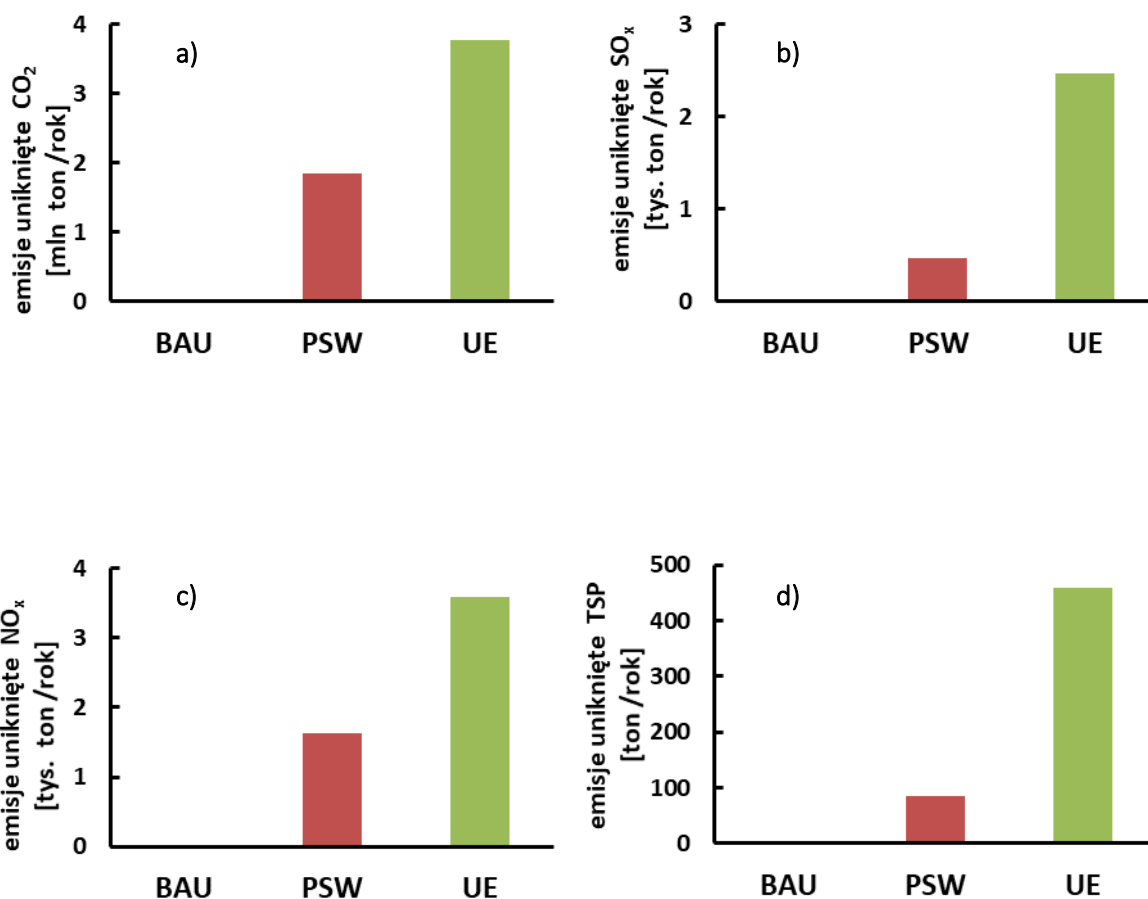 emisje uniknięte CO₂
[mln ton /rok]
4
3
2
1
0
a)
BAU PSW UE
emisje uniknięte SOₓ
[tys. ton /rok]
3
2
1
0
b)
BAU PSW UE
emisje uniknięte NOₓ
[tys. ton /rok]
4
3
2
1
0
c)
BAU PSW UE
emisje uniknięte TSP
[ton /rok]
500
400
300
200
100
0
d)
BAU PSW UE